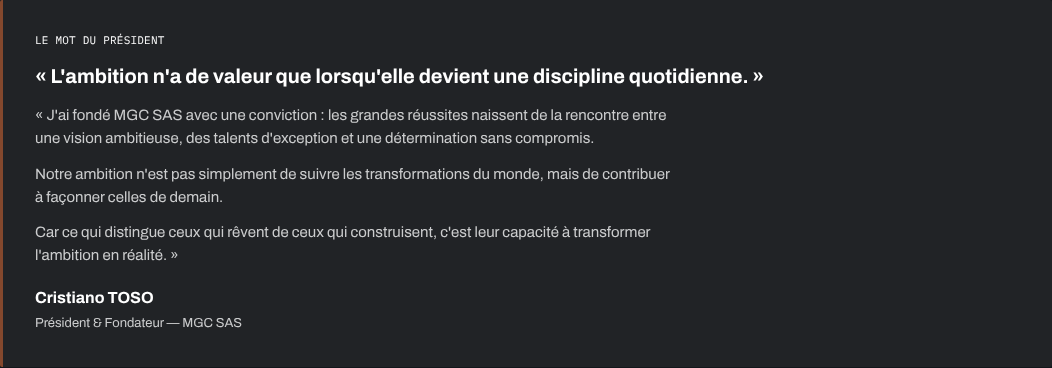 LE MOT DU PRÉSIDENT
« L'ambition n'a de valeur que lorsqu'elle devient une discipline quotidienne. »
« J'ai fondé MGC SAS avec une conviction : les grandes réussites naissent de la rencontre entre
une vision ambitieuse, des talents d'exception et une détermination sans compromis.
Notre ambition n'est pas simplement de suivre les transformations du monde, mais de contribuer
à façonner celles de demain.
Car ce qui distingue ceux qui rêvent de ceux qui construisent, c'est leur capacité à transformer
l'ambition en réalité. »
Cristiano TOSO
Président & Fondateur — MGC SAS